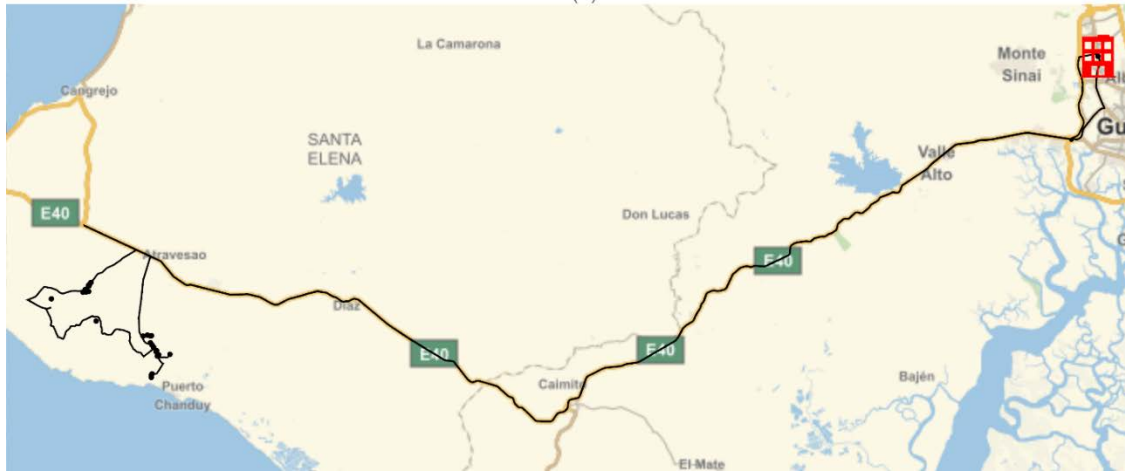 La Camarona
Monte
Sinai
Cangrejo
SANTA
ELENA
Gu
Valle
Alto
E40
Don Lucas
Atravesao
E40
Diaz
E40
E40
Caimito
Bajén
Puerto
Chanduy
El-Mate